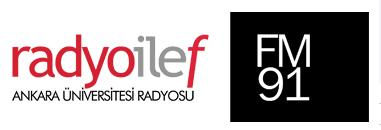 radyoilef
ANKARA ÜNİVERSİTESİ RADYOSU
FM
91